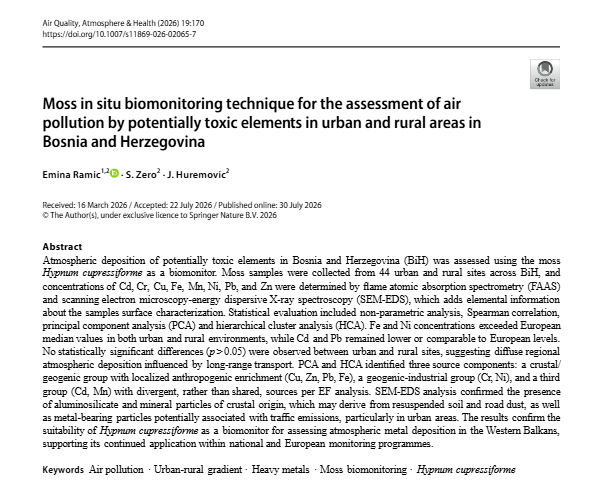 Air Quality, Atmosphere & Health (2026) 19:170
https://doi.org/10.1007/s11869-026-02065-7
Check for
updates
Moss in situ biomonitoring technique for the assessment of air
pollution by potentially toxic elements in urban and rural areas in
Bosnia and Herzegovina
Emina Ramic1,2 · S. Zero2 · J. Huremovic2
Received: 16 March 2026 / Accepted: 22 July 2026 / Published online: 30 July 2026
© The Author(s), under exclusive licence to Springer Nature B.V. 2026
Abstract
Atmospheric deposition of potentially toxic elements in Bosnia and Herzegovina (BiH) was assessed using the moss
Hypnum cupressiforme as a biomonitor. Moss samples were collected from 44 urban and rural sites across BiH, and
concentrations of Cd, Cr, Cu, Fe, Mn, Ni, Pb, and Zn were determined by flame atomic absorption spectrometry (FAAS)
and scanning electron microscopy-energy dispersive X-ray spectroscopy (SEM-EDS), which adds elemental information
about the samples surface characterization. Statistical evaluation included non-parametric analysis, Spearman correlation,
principal component analysis (PCA) and hierarchical cluster analysis (HCA). Fe and Ni concentrations exceeded European
median values in both urban and rural environments, while Cd and Pb remained lower or comparable to European levels.
No statistically significant differences (p > 0.05) were observed between urban and rural sites, suggesting diffuse regional
atmospheric deposition influenced by long-range transport. PCA and HCA identified three source components: a crustal/
geogenic group with localized anthropogenic enrichment (Cu, Zn, Pb, Fe), a geogenic-industrial group (Cr, Ni), and a third
group (Cd, Mn) with divergent, rather than shared, sources per EF analysis. SEM-EDS analysis confirmed the presence
of aluminosilicate and mineral particles of crustal origin, which may derive from resuspended soil and road dust, as well
as metal-bearing particles potentially associated with traffic emissions, particularly in urban areas. The results confirm the
suitability of Hypnum cupressiforme as a biomonitor for assessing atmospheric metal deposition in the Western Balkans,
supporting its continued application within national and European monitoring programmes.
Keywords Air pollution · Urban-rural gradient · Heavy metals · Moss biomonitoring · Hypnum cupressiforme